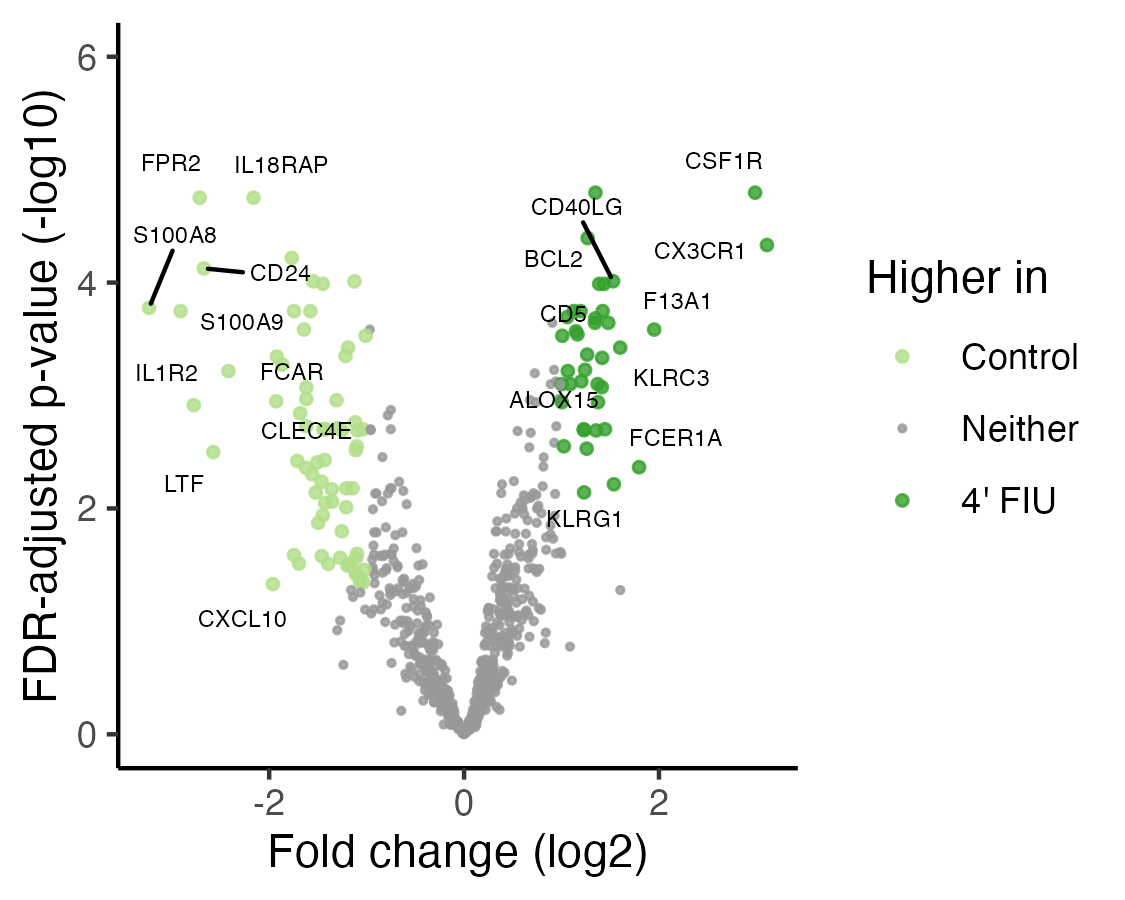 FDR-adjusted p-value (-log10)
6
4
2
0
FPR2
IL18RAP
CSF1R
CD40LG
S100A8
CX3CR1
BCL2
CD24
F13A1
CD5
S100A9
IL1R2
FCAR
KLRC3
ALOX15
CLEC4E
FCER1A
LTF
KLRG1
CXCL10
-2
0
2
Fold change (log2)
Higher in
Control
Neither
4' FIU